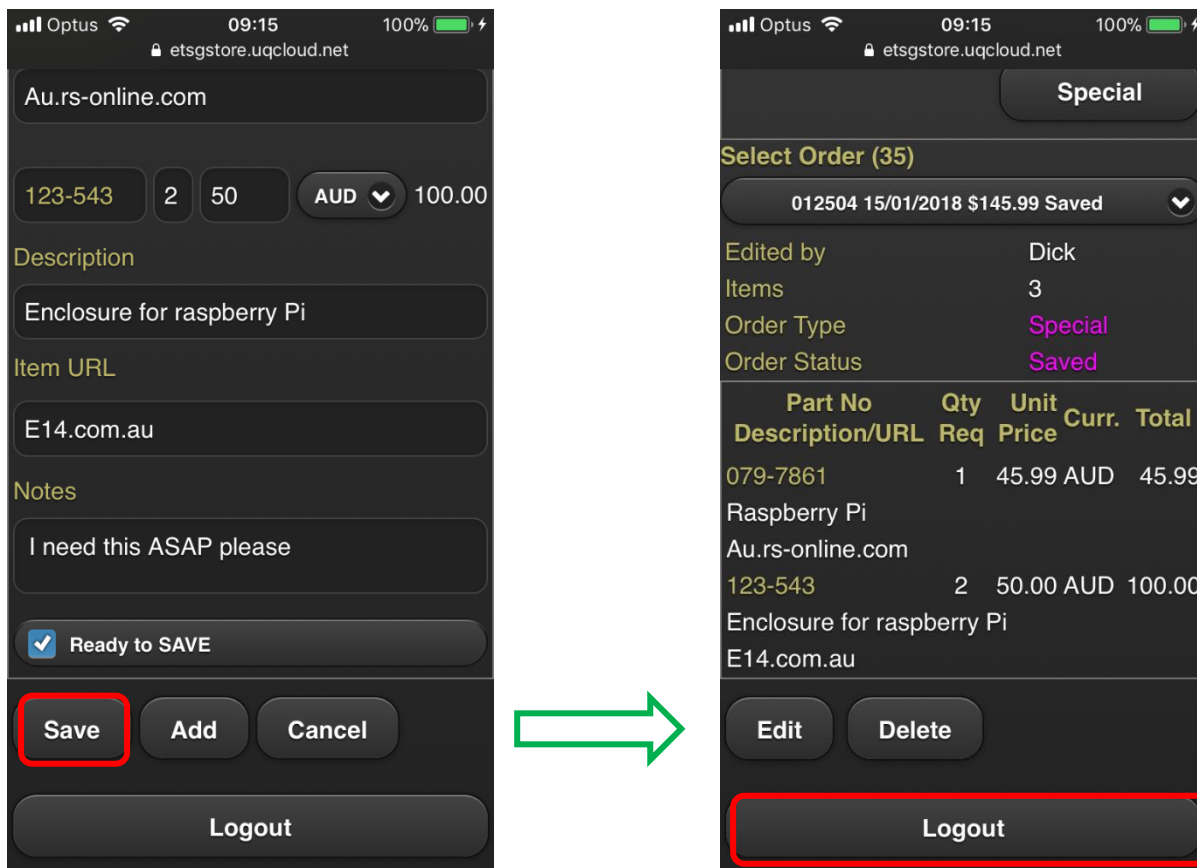 Optus 09:15 100%
etsgstore.uqcloud.net
Au.rs-online.com
123-543 2 50 AUD 100.00
Description
Enclosure for raspberry Pi
Item URL
E14.com.au
Notes
I need this ASAP please
Ready to SAVE
Save Add Cancel
Logout
Optus 09:15 100%
etsgstore.uqcloud.net
Special
Select Order (35)
012504 15/01/2018 $145.99 Saved
Edited by Dick
Items 3
Order Type Special
Order Status Saved
Part No Qty Unit Curr. Total
Description/URL Req Price
079-7861 1 45.99 AUD 45.99
Raspberry Pi
Au.rs-online.com
123-543 2 50.00 AUD 100.00
Enclosure for raspberry Pi
E14.com.au
Edit Delete
Logout